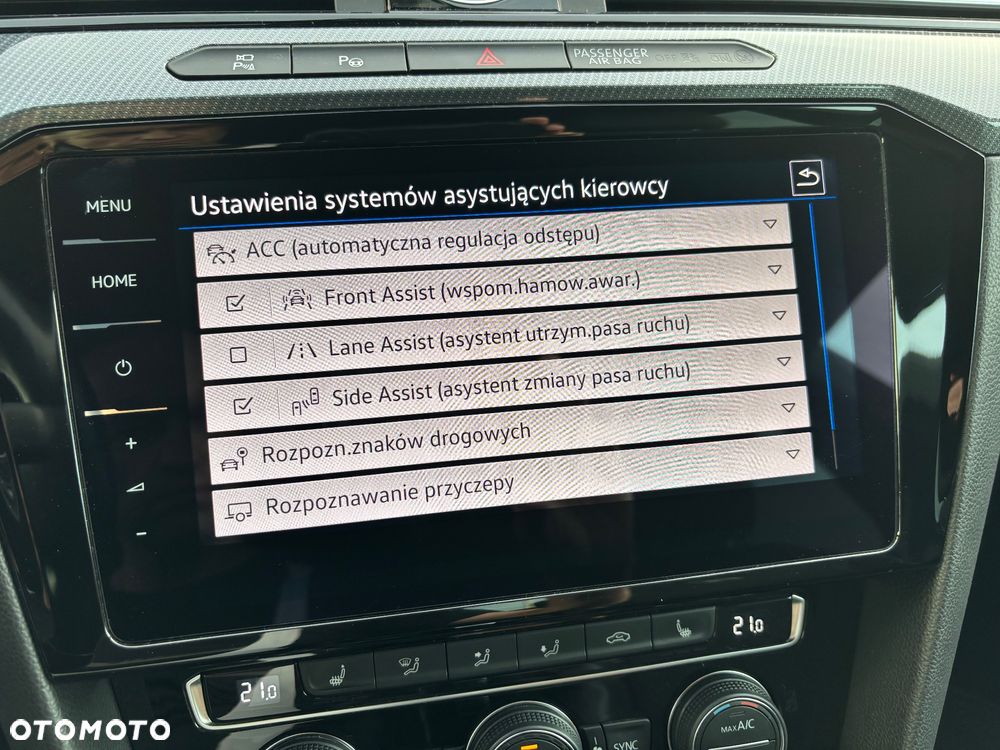 PASSENGER
AIR BAG
MENU
HOME
+
-
Ustawienia systemów asystujących kierowcy
ACC (automatyczna regulacja odstępu)
Front Assist (wspom.hamow.awar.)
Lane Assist (asystent utrzym.pasa ruchu)
Side Assist (asystent zmiany pasa ruchu)
Rozpozn.znaków drogowych
Rozpoznawanie przyczepy
21.0
21.0
SYNC
MAX A/C
OTOMOTO